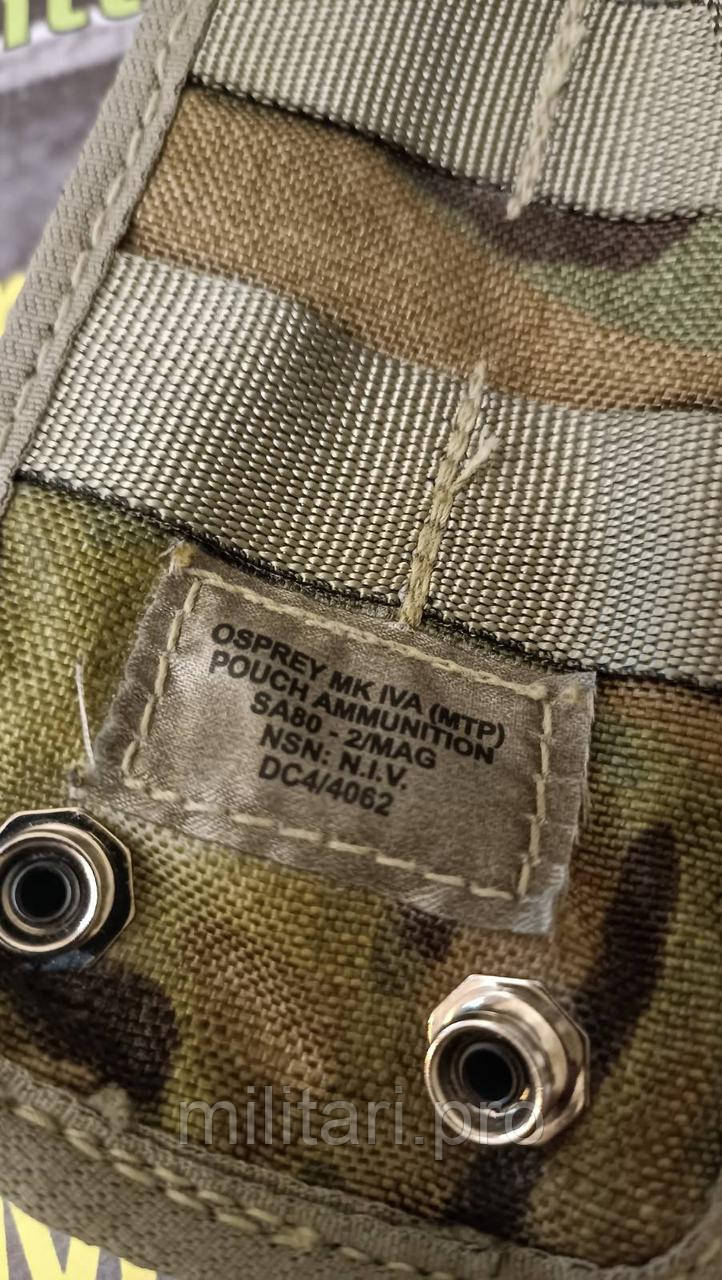 OSPREY MK IVA (MTP)
POUCH AMMUNITION
SA80 - 2/MAG
NSN: N.I.V.
DC4/4062
militari.pro